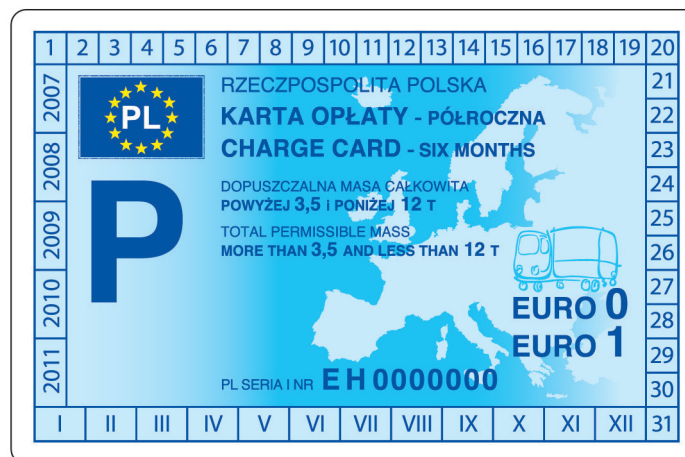 1 2 3 4 5 6 7 8 9 10 11 12 13 14 15 16 17 18 19 20
2007
2008
2009
2010
2011
PL
P
RZECZPOSPOLITA POLSKA
KARTA OPŁATY - PÓŁROCZNA
CHARGE CARD - SIX MONTHS
DOPUSZCZALNA MASA CAŁKOWITA
POWYŻEJ 3,5 i PONIŻEJ 12 T
TOTAL PERMISSIBLE MASS
MORE THAN 3,5 AND LESS THAN 12 T
EURO 0
EURO 1
PL SERIA I NR EH0000000
21
22
23
24
25
26
27
28
29
30
I II III IV V VI VII VIII IX X XI XII 31